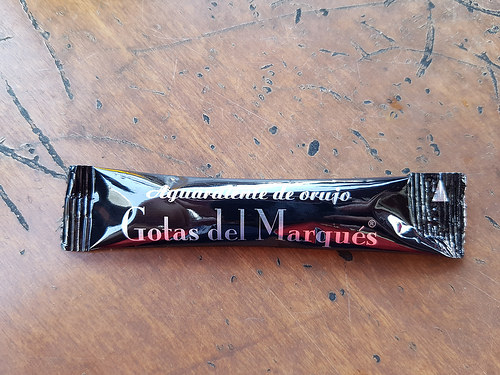 Aguardiente de orujo
Gotas del Marqués®